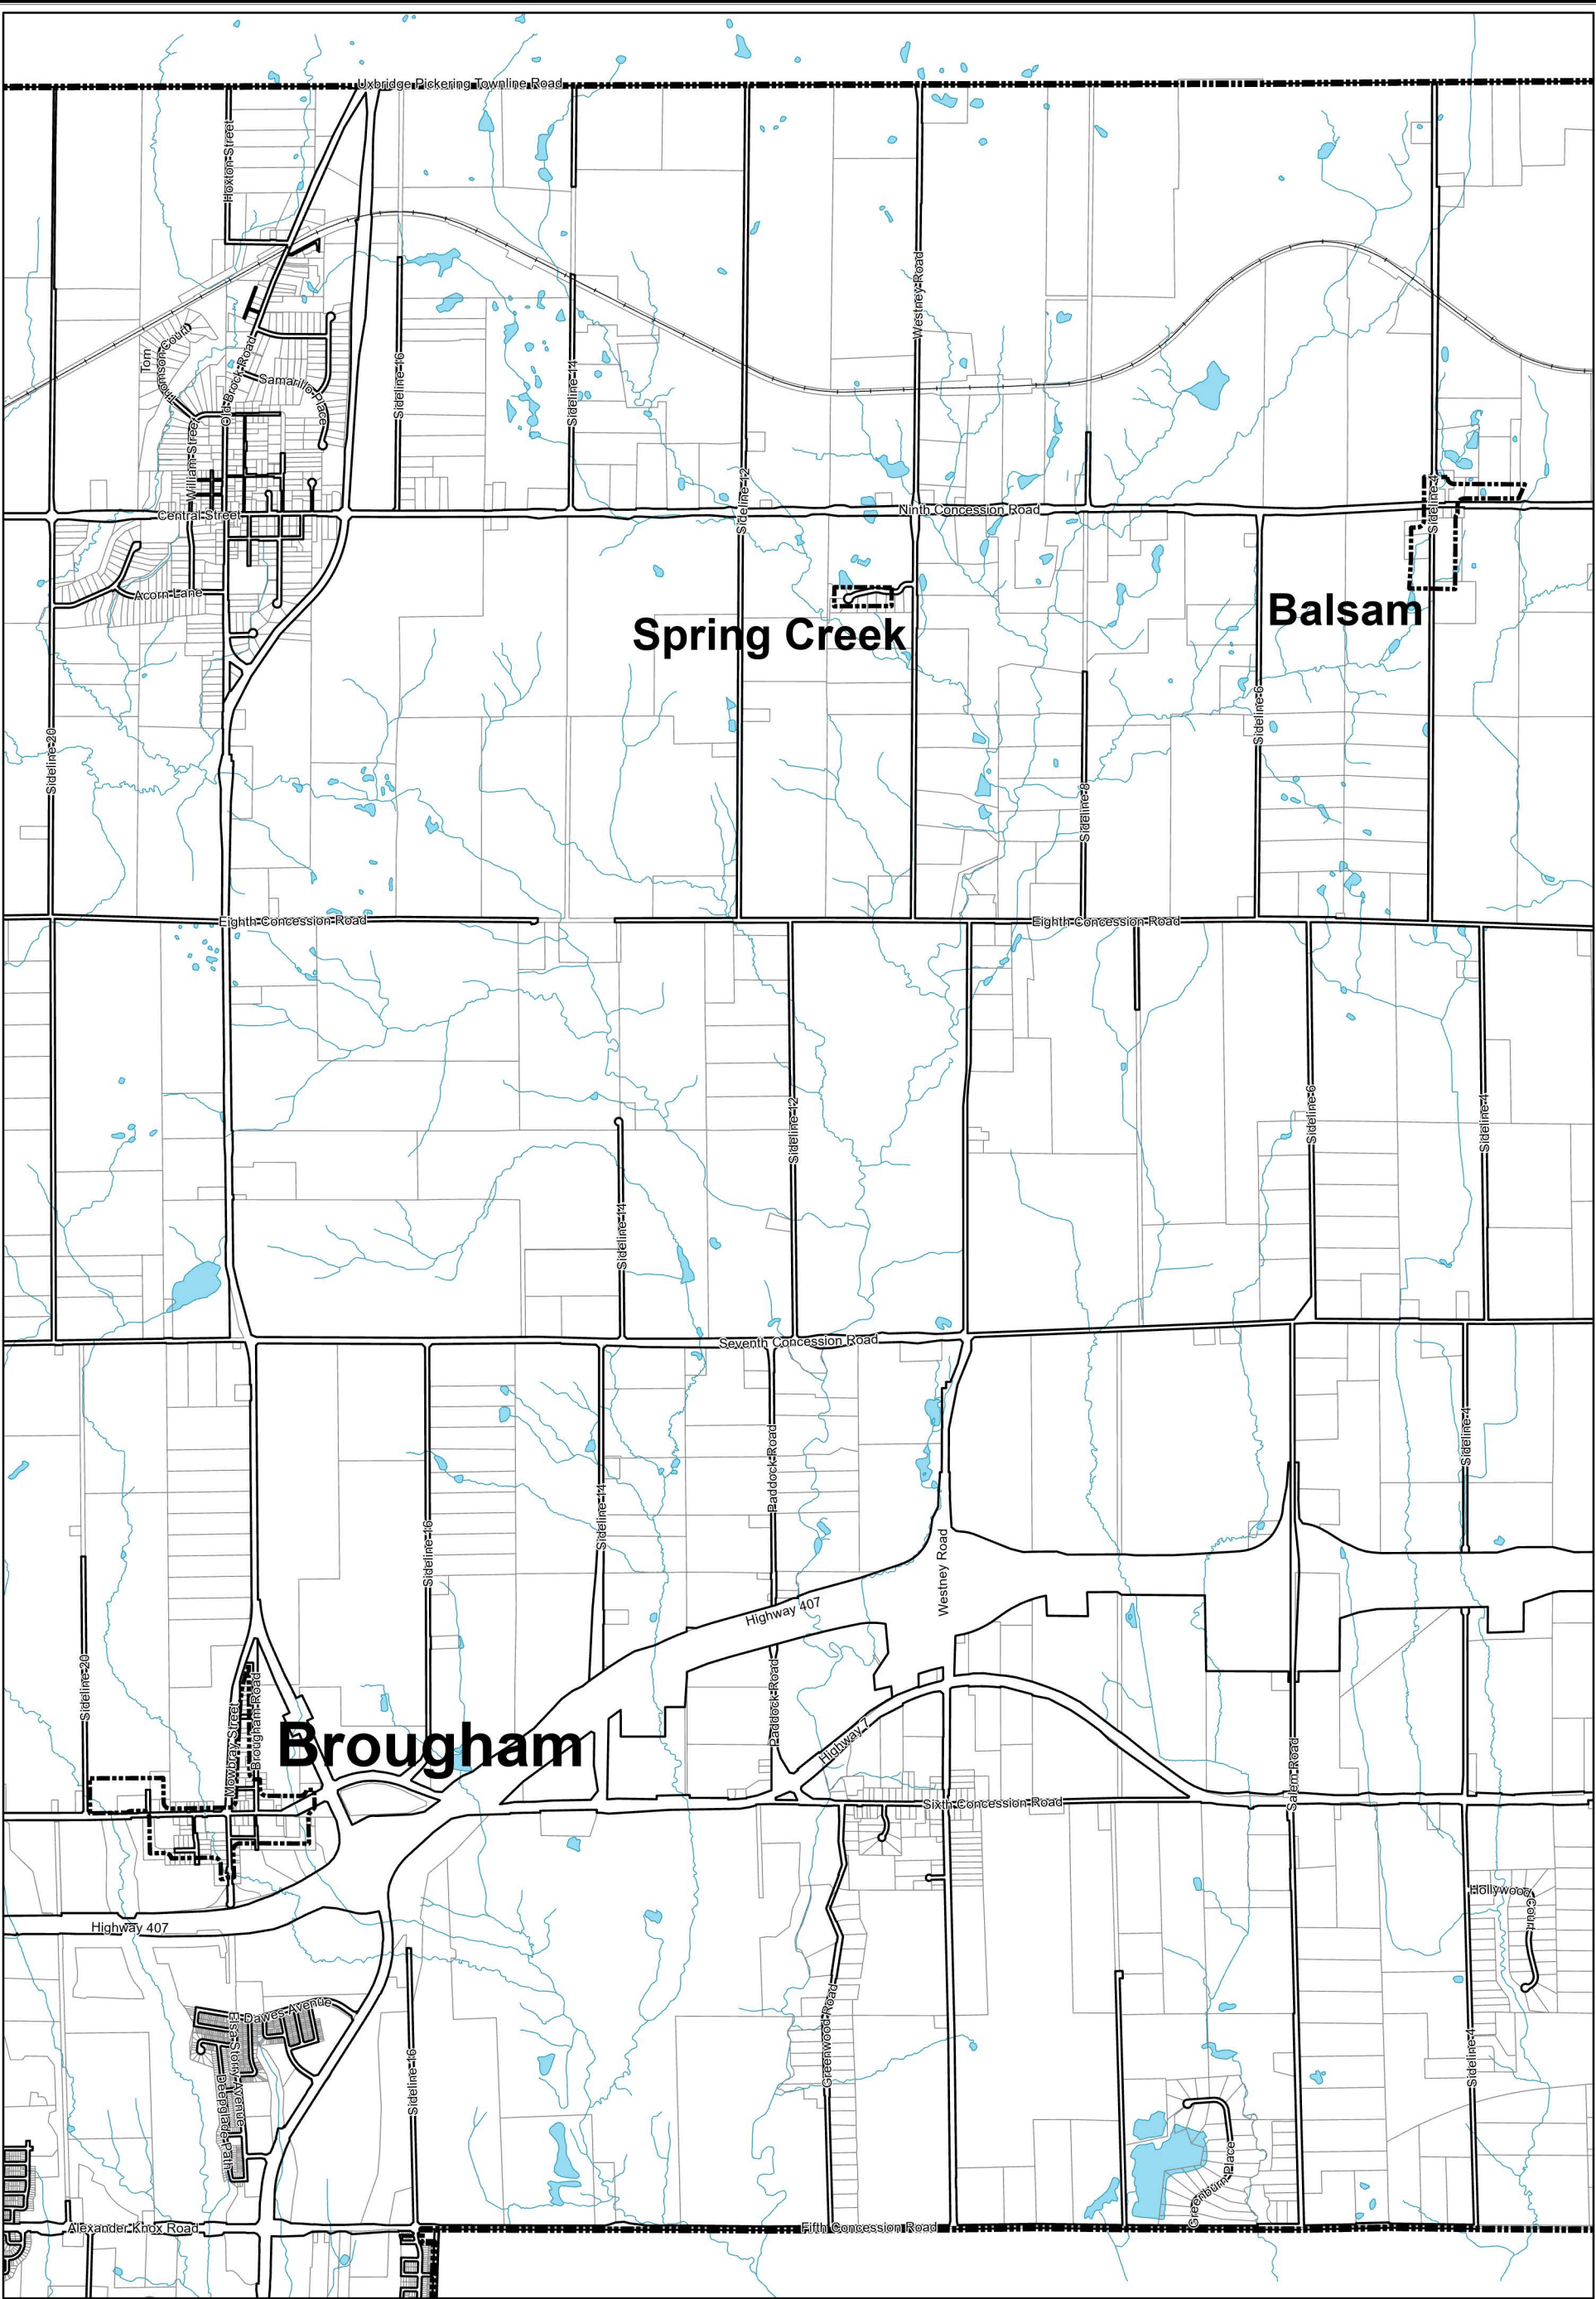 Uxbridge Pickering Townline Road
Hoxton Street
Westney Road
Tom
Thomson Court
Old Brock Road
Samarillo Place
Sideline 16
Sideline 14
William Street
Sideline 12
Central Street
Ninth Concession Road
Sideline 4
Acorn Lane
Spring Creek
Balsam
Sideline 20
Sideline 6
Sideline 8
Eighth Concession Road
Eighth Concession Road
Sideline 12
Sideline 6
Sideline 4
Sideline 14
Seventh Concession Road
Paddock Road
Sideline 4
Sideline 14
Sideline 16
Westney Road
Highway 407
Sideline 20
Mowbray Street
Brougham Road
Brougham
Paddock Road
Highway 7
Salem Road
Sixth Concession Road
Hollywood Court
Highway 407
Dawes Avenue
Elsa Storry Avenue
Deepglade Path
Sideline 16
Greenwood Road
Sideline 4
Greenburn Place
Alexander Knox Road
Fifth Concession Road